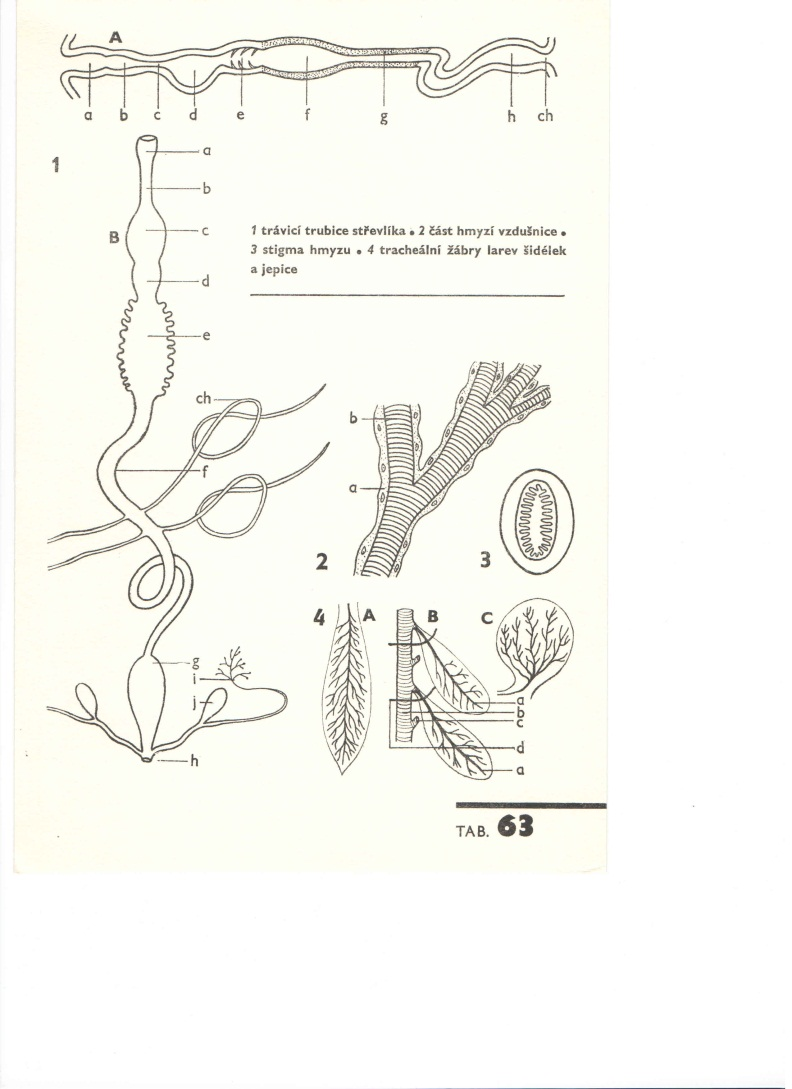 A
a b c d e f g h ch
1
a
b
B
c
d
e
ch
f
g
i
j
h
1 trávicí trubice střevlíka • 2 část hmyzí vzdušnice •
3 stigma hmyzu • 4 tracheální žábry larev šidélek
a jepice
b
a
2
3
4 A B C
a
b
c
d
a
TAB. 63